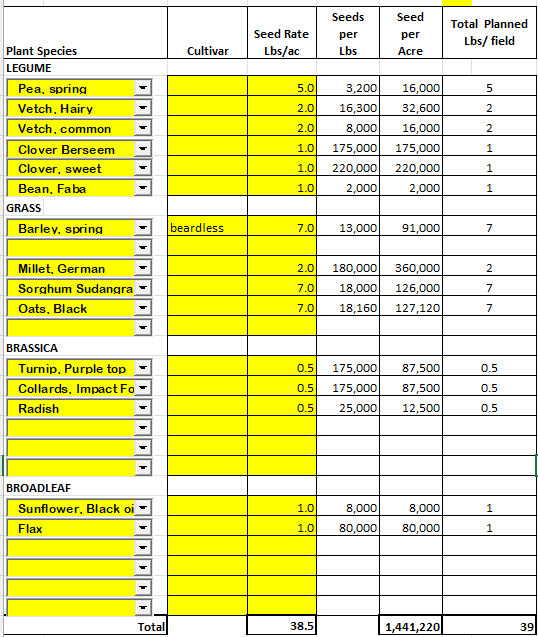 Plant Species Cultivar Seed Rate Lbs/ac Seeds per Lbs Seed per Acre Total Planned Lbs/ field
LEGUME
Pea, spring 5.0 3,200 16,000 5
Vetch, Hairy 2.0 16,300 32,600 2
Vetch, common 2.0 8,000 16,000 2
Clover Berseem 1.0 175,000 175,000 1
Clover, sweet 1.0 220,000 220,000 1
Bean, Faba 1.0 2,000 2,000 1
GRASS
Barley, spring beardless 7.0 13,000 91,000 7
Millet, German 2.0 180,000 360,000 2
Sorghum Sudangra 7.0 18,000 126,000 7
Oats, Black 7.0 18,160 127,120 7
BRASSICA
Turnip, Purple top 0.5 175,000 87,500 0.5
Collards, Impact Fo 0.5 175,000 87,500 0.5
Radish 0.5 25,000 12,500 0.5
BROADLEAF
Sunflower, Black oi 1.0 8,000 8,000 1
Flax 1.0 80,000 80,000 1
Total 38.5 1,441,220 39